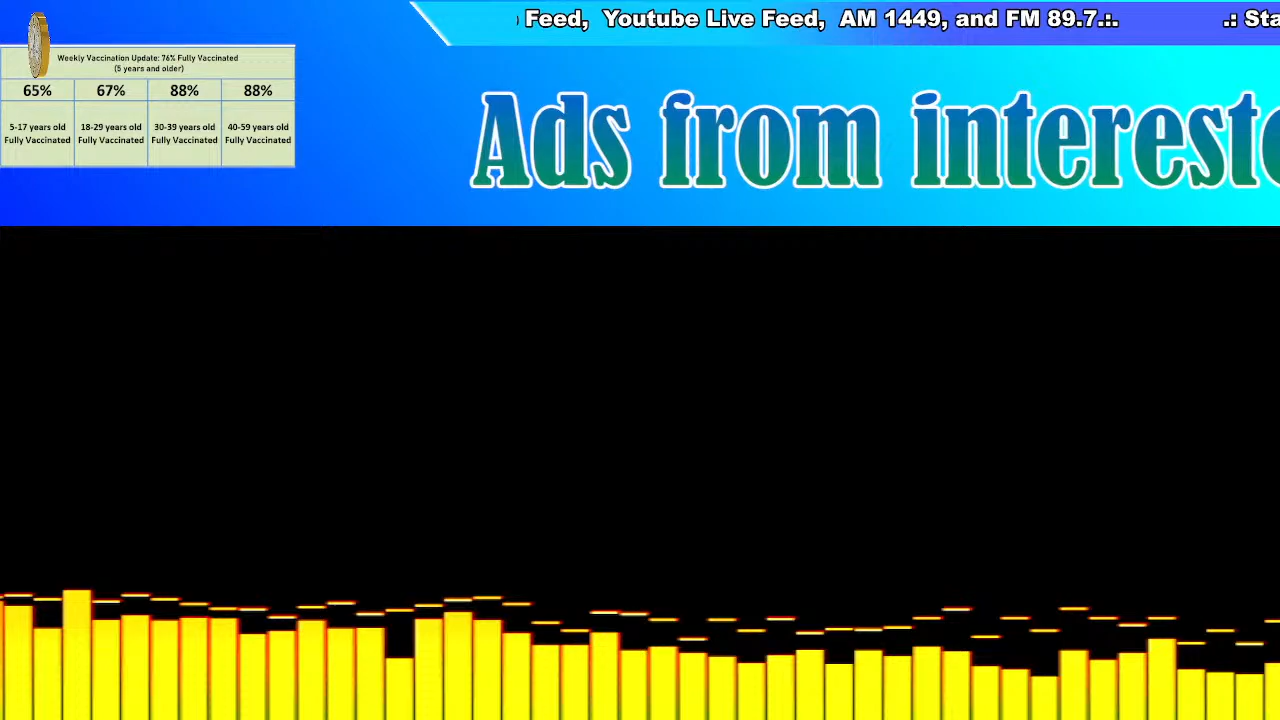 Feed, Youtube Live Feed, AM 1449, and FM 89.7.:. .: Sta
Weekly Vaccination Update: 76% Fully Vaccinated
(5 years and older)
65% 67% 88% 88%
5-17 years old 18-29 years old 30-39 years old 40-59 years old
Fully Vaccinated Fully Vaccinated Fully Vaccinated Fully Vaccinated
Ads from intereste